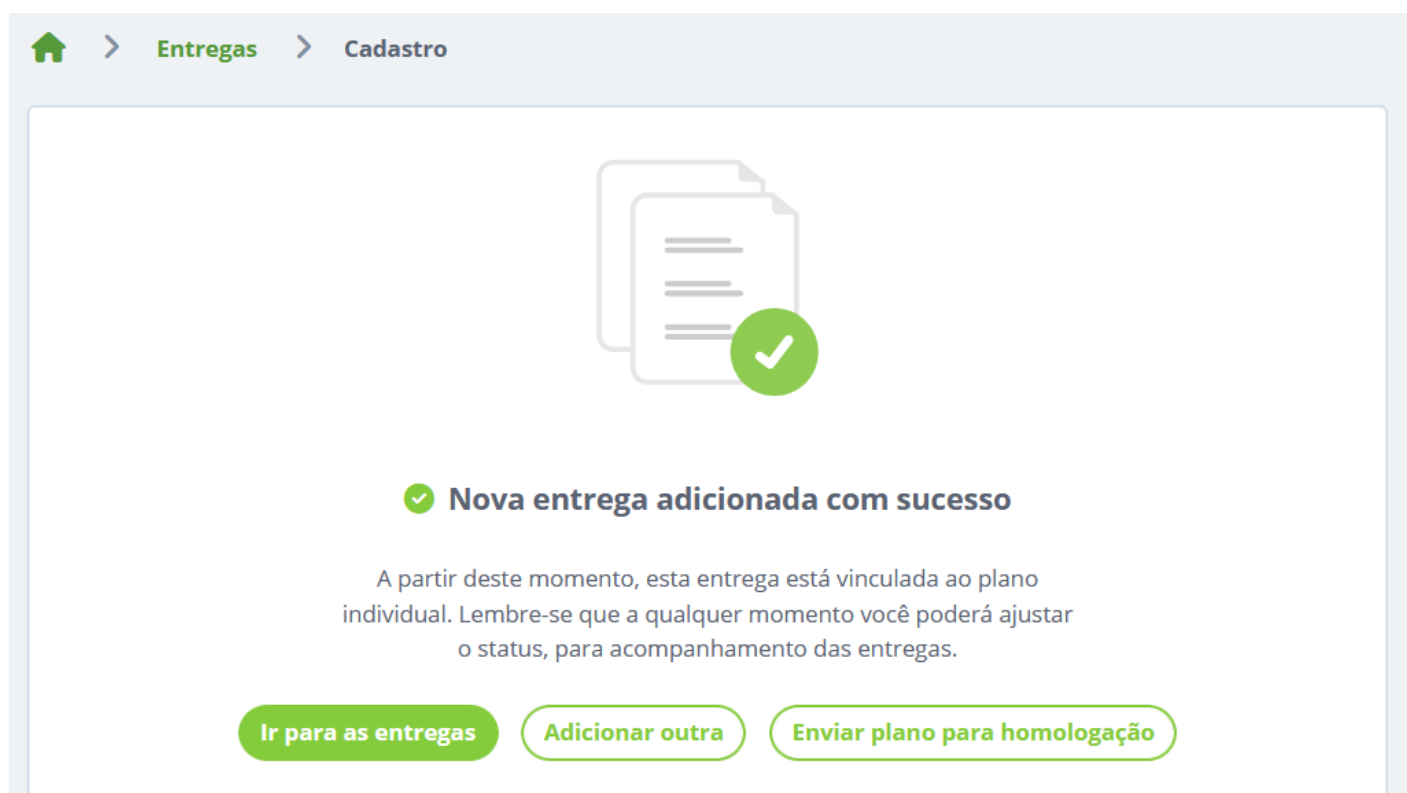 Entregas Cadastro
Nova entrega adicionada com sucesso
A partir deste momento, esta entrega está vinculada ao plano
individual. Lembre-se que a qualquer momento você poderá ajustar
o status, para acompanhamento das entregas.
Ir para as entregas Adicionar outra Enviar plano para homologação